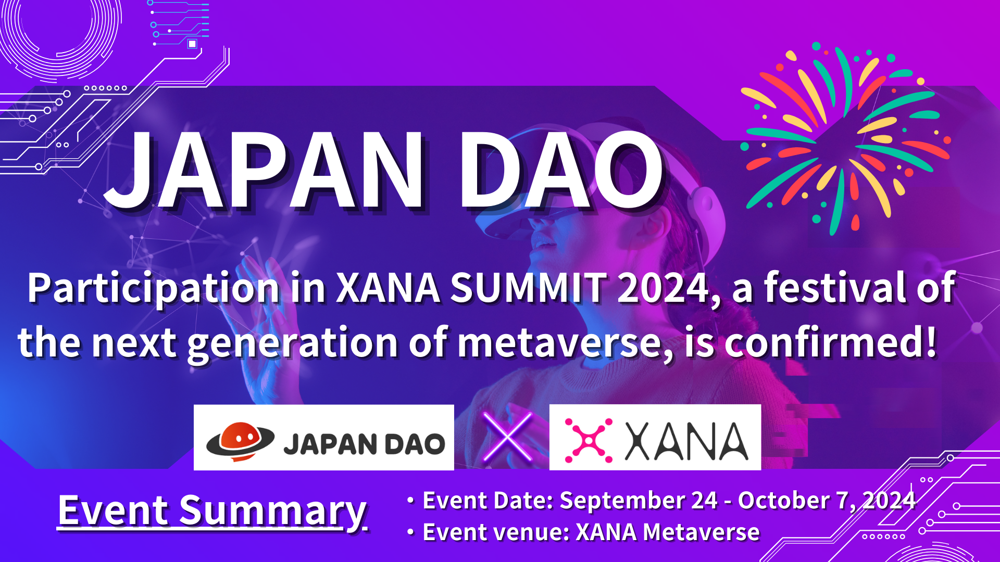 JAPAN DAO
Participation in XANA SUMMIT 2024, a festival of
the next generation of metaverse, is confirmed!
JAPAN DAO
XANA
Event Summary
・Event Date: September 24 - October 7, 2024
・Event venue: XANA Metaverse